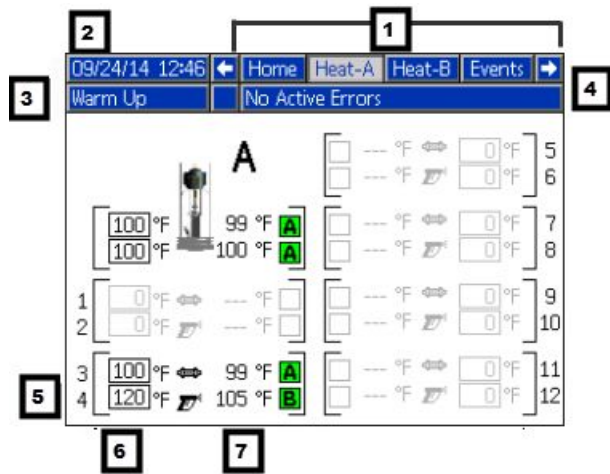 1
2
09/24/14 12:46 Home Heat-A Heat-B Events
3
Warm Up No Active Errors
4
A
--- °F 0 °F 5
--- °F 0 °F 6
100 °F 99 °F A --- °F 0 °F 7
100 °F 100 °F A --- °F 0 °F 8
1 0 °F --- °F --- °F 0 °F 9
2 0 °F --- °F --- °F 0 °F 10
3 100 °F 99 °F A --- °F 0 °F 11
5
4 120 °F 105 °F B --- °F 0 °F 12
6 7